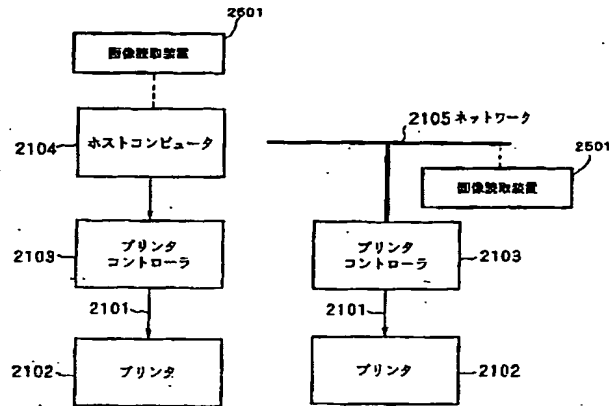 2501
画像読取装置
2104
ホストコンピュータ
2103
プリンタ
コントローラ
2101
2102
プリンタ
2105 ネットワーク
2501
画像読取装置
プリンタ
コントローラ
2103
2101
プリンタ
2102